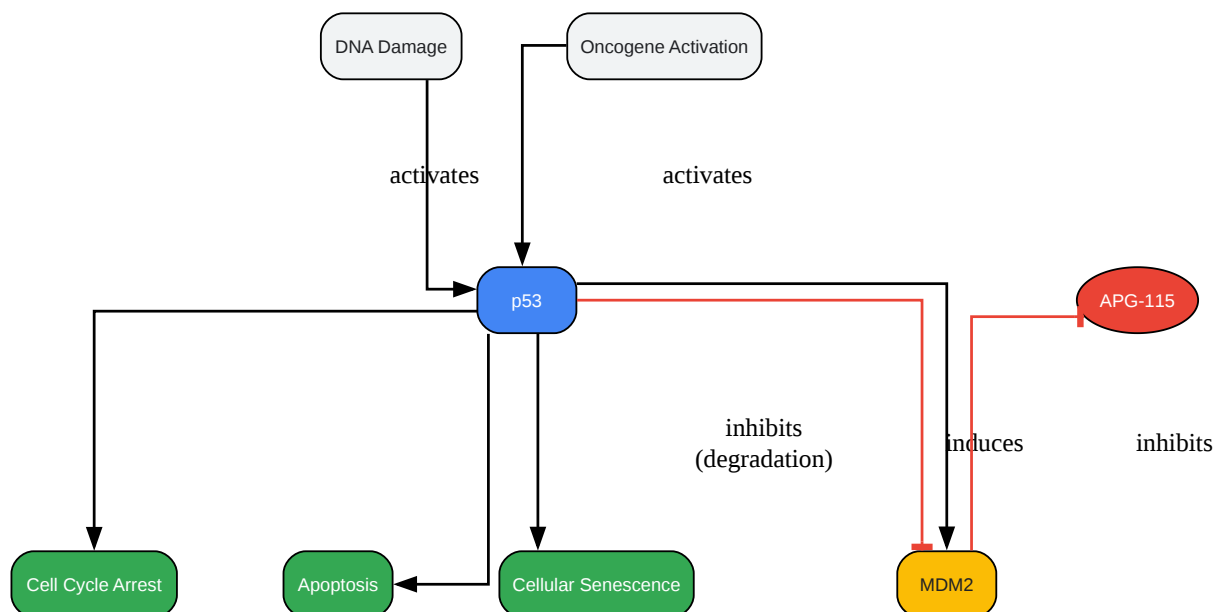 DNA Damage
Oncogene Activation
activates
activates
p53
APG-115
inhibits
(degradation)
induces
inhibits
Cell Cycle Arrest
Apoptosis
Cellular Senescence
MDM2